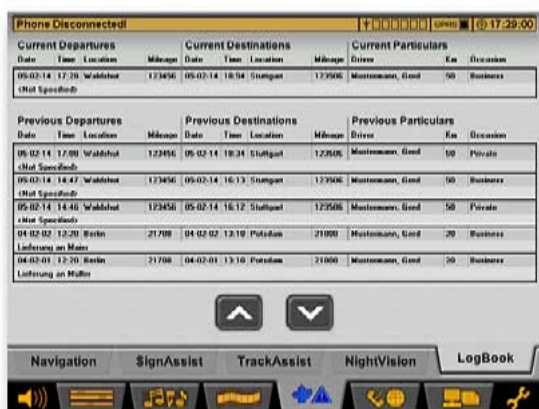 Phone Disconnected! GPRS 17:29:00
Current Departures Current Destinations Current Particulars
Date Time Location Mileage Date Time Location Mileage Driver Km Occasion
05-02-14 17:20 Waldshut 123456 05-02-14 18:54 Stuttgart 123506 Mustermann, Gerd 50 Business
<Not Specified>
Previous Departures Previous Destinations Previous Particulars
Date Time Location Mileage Date Time Location Mileage Driver Km Occasion
05-02-14 17:00 Waldshut 123456 05-02-14 18:34 Stuttgart 123506 Mustermann, Gerd 50 Private
<Not Specified>
05-02-14 14:47 Waldshut 123456 05-02-14 16:13 Stuttgart 123506 Mustermann, Gerd 50 Business
<Not Specified>
05-02-14 14:46 Waldshut 123456 05-02-14 16:12 Stuttgart 123506 Mustermann, Gerd 50 Private
<Not Specified>
04-02-02 12:20 Berlin 21780 04-02-02 13:10 Potsdam 21800 Mustermann, Gerd 20 Business
Lieferung an Maier
04-02-01 12:20 Berlin 21780 04-02-01 13:10 Potsdam 21800 Mustermann, Gerd 20 Business
Lieferung an Müller
Navigation SignAssist TrackAssist NightVision LogBook